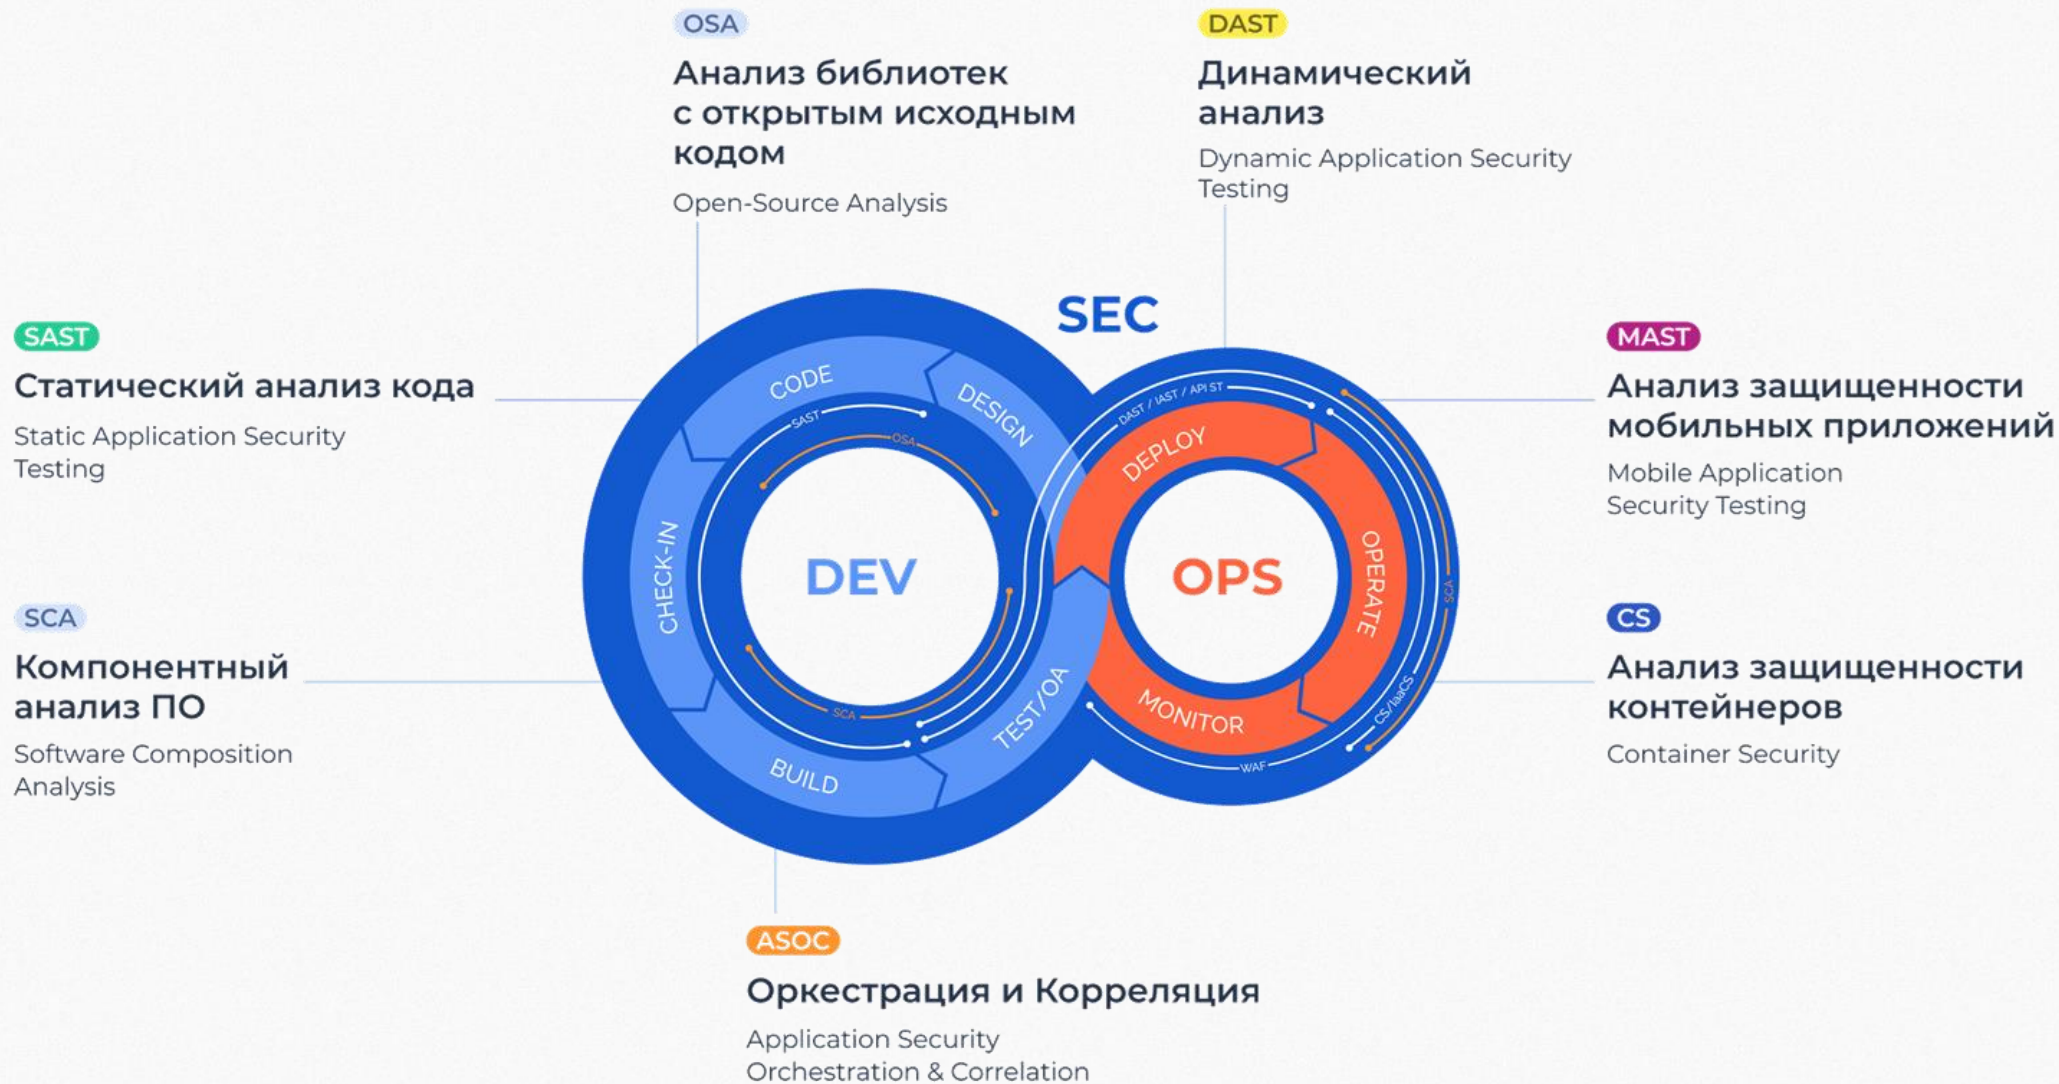 OSA
Анализ библиотек
с открытым исходным
кодом
Open-Source Analysis
DAST
Динамический
анализ
Dynamic Application Security
Testing
SAST
Статический анализ кода
Static Application Security
Testing
SCA
Компонентный
анализ ПО
Software Composition
Analysis
SEC
DEV
OPS
CODE
DESIGN
CHECK-IN
BUILD
TEST/OA
DEPLOY
OPERATE
MONITOR
SAST
OSA
SCA
DAST / IAST / API ST
SCA
CS/IaaCS
WAF
MAST
Анализ защищенности
мобильных приложений
Mobile Application
Security Testing
CS
Анализ защищенности
контейнеров
Container Security
ASOC
Оркестрация и Корреляция
Application Security
Orchestration & Correlation